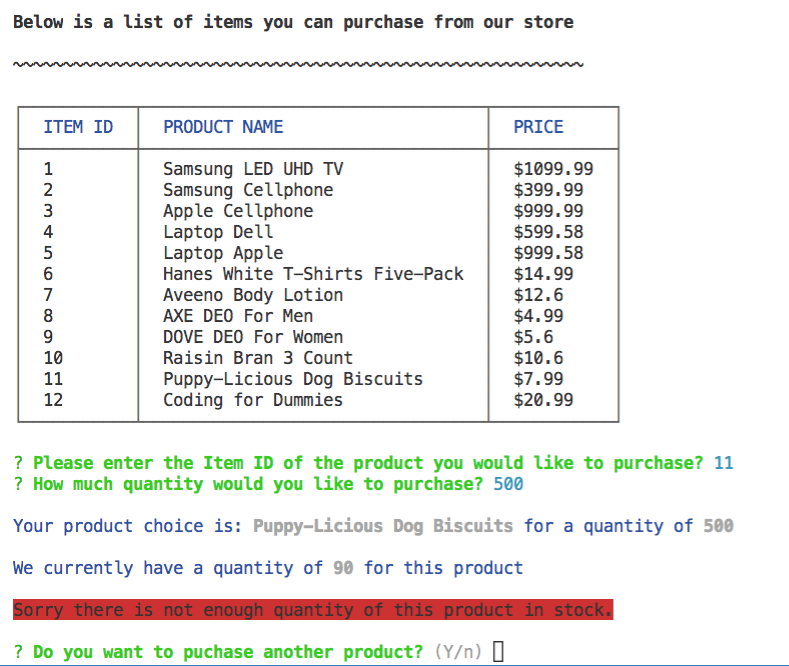 Below is a list of items you can purchase from our store
~~~~~~~~~~~~~~~~~~~~~~~~~~~~~~~~~~~~~~~~~~~~~~~~~~~~~~~~~
ITEM ID PRODUCT NAME PRICE
1 Samsung LED UHD TV $1099.99
2 Samsung Cellphone $399.99
3 Apple Cellphone $999.99
4 Laptop Dell $599.58
5 Laptop Apple $999.58
6 Hanes White T-Shirts Five-Pack $14.99
7 Aveeno Body Lotion $12.6
8 AXE DEO For Men $4.99
9 DOVE DEO For Women $5.6
10 Raisin Bran 3 Count $10.6
11 Puppy-Licious Dog Biscuits $7.99
12 Coding for Dummies $20.99
? Please enter the Item ID of the product you would like to purchase? 11
? How much quantity would you like to purchase? 500
Your product choice is: Puppy-Licious Dog Biscuits for a quantity of 500
We currently have a quantity of 90 for this product
Sorry there is not enough quantity of this product in stock.
? Do you want to puchase another product? (Y/n)